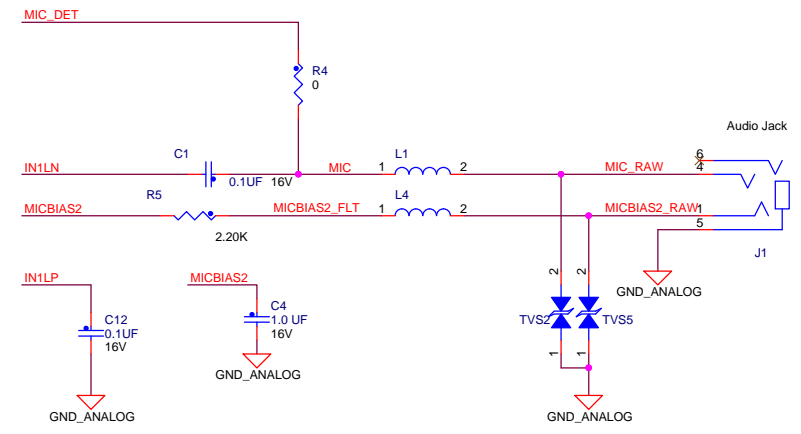 MIC_DET
R4
0
Audio Jack
C1
L1
6
IN1LN
MIC
1
2
MIC_RAW
4
0.1UF
16V
R5
L4
MICBIAS2
MICBIAS2_FLT
1
2
MICBIAS2_RAW
1
2.20K
5
J1
IN1LP
MICBIAS2
2
2
GND_ANALOG
C4
C12
1.0 UF
TVS2
TVS5
0.1UF
16V
16V
1
1
GND_ANALOG
GND_ANALOG
GND_ANALOG